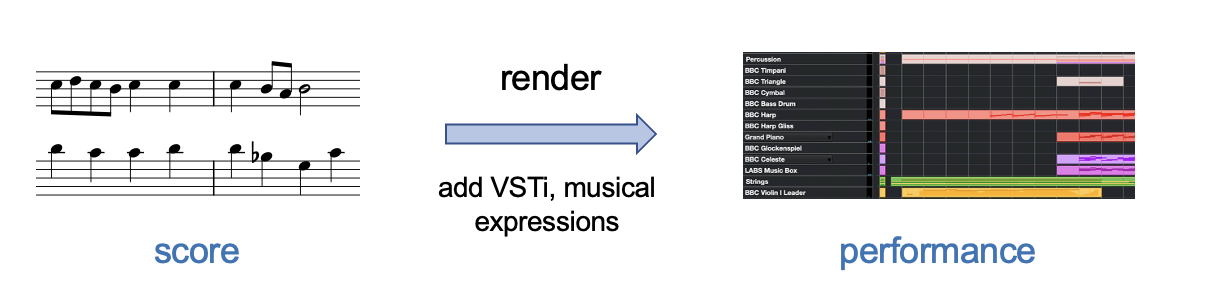 render
add VSTi, musical
expressions
score
performance
Percussion
BBC Timpani
BBC Triangle
BBC Cymbal
BBC Bass Drum
BBC Harp
BBC Harp Gliss
Grand Piano
BBC Glockenspiel
BBC Celeste
LABS Music Box
Strings
BBC Violin I Leader